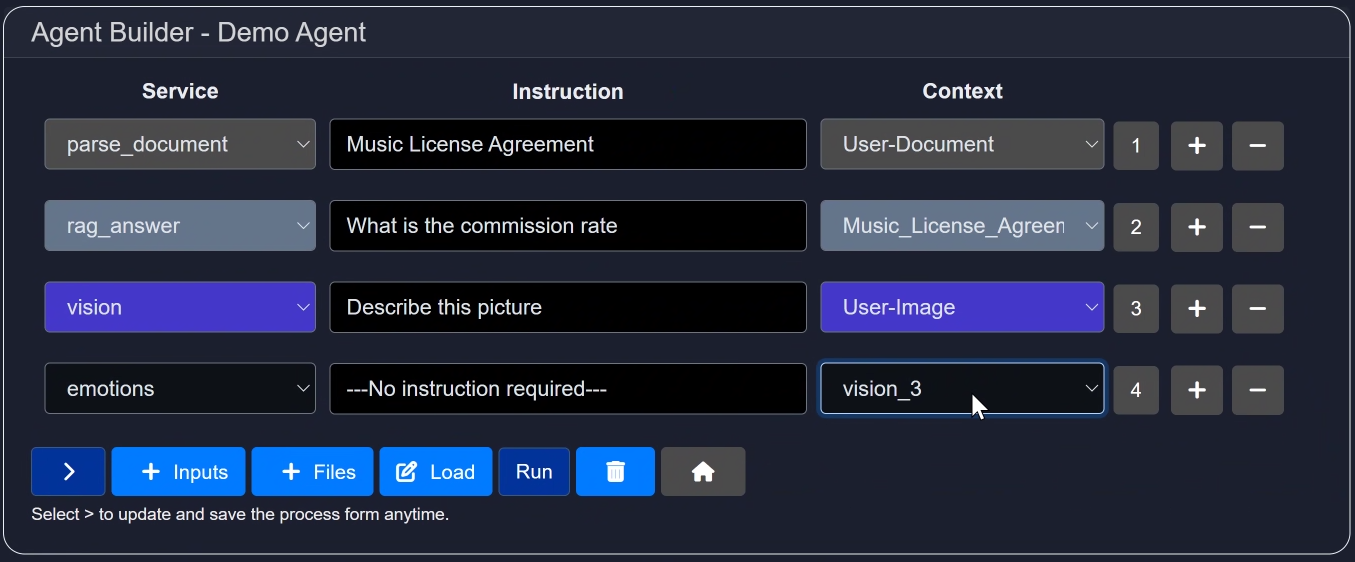 Agent Builder - Demo Agent
Service Instruction Context
parse_document Music License Agreement User-Document 1 + −
rag_answer What is the commission rate Music_License_Agreen 2 + −
vision Describe this picture User-Image 3 + −
emotions ---No instruction required--- vision_3 4 + −
> + Inputs + Files Load Run
Select > to update and save the process form anytime.